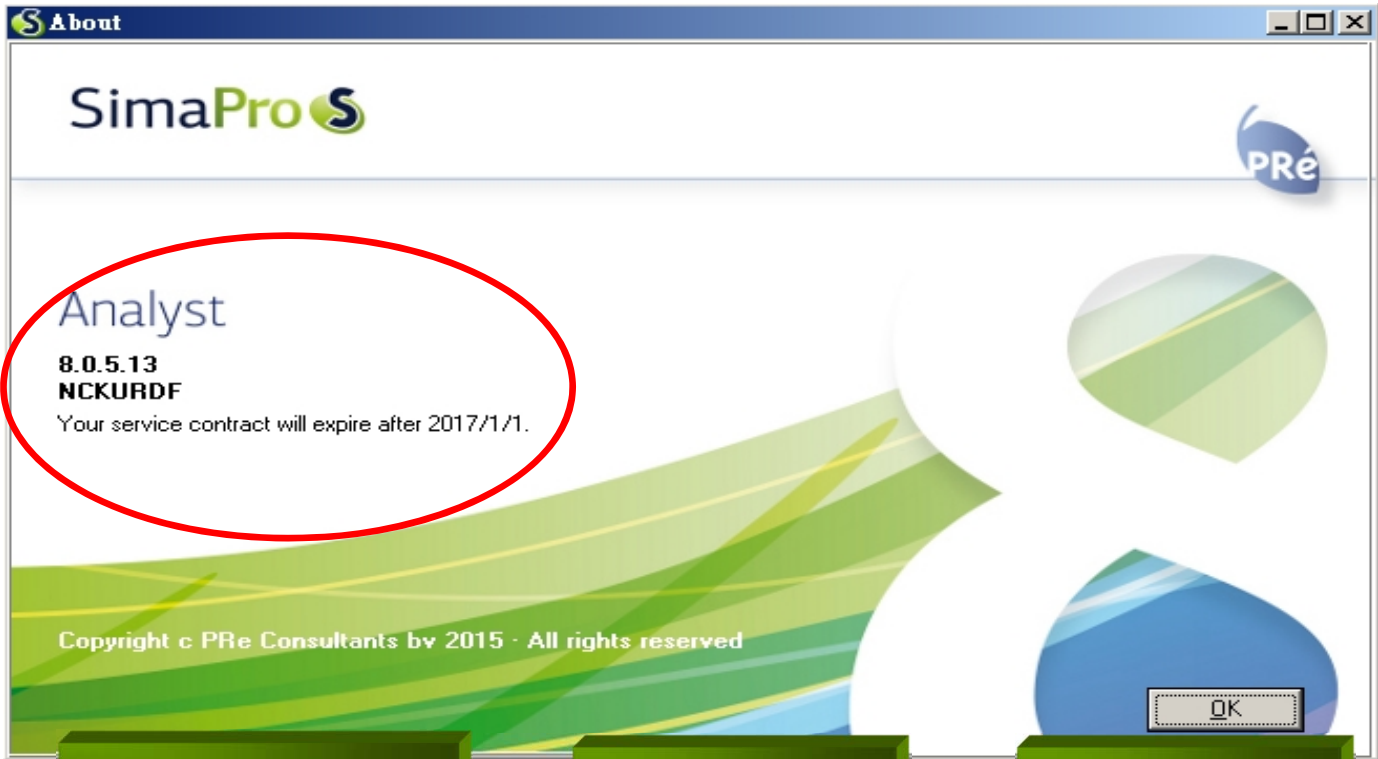 About
SimaPro S
PRé
Analyst
8.0.5.13
NCKURDF
Your service contract will expire after 2017/1/1.
Copyright c PRe Consultants bv 2015 · All rights reserved
OK